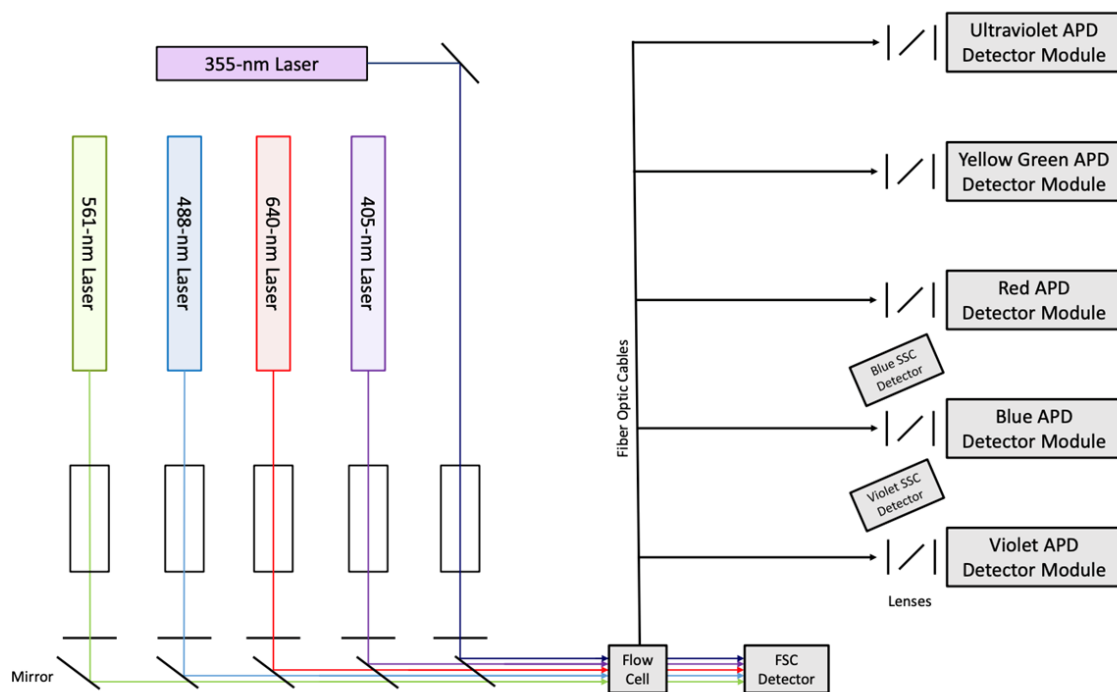 355-nm Laser
561-nm Laser
488-nm Laser
640-nm Laser
405-nm Laser
Mirror
Fiber Optic Cables
Flow
Cell
FSC
Detector
Ultraviolet APD
Detector Module
Yellow Green APD
Detector Module
Red APD
Detector Module
Blue SSC
Detector
Blue APD
Detector Module
Violet SSC
Detector
Violet APD
Detector Module
Lenses